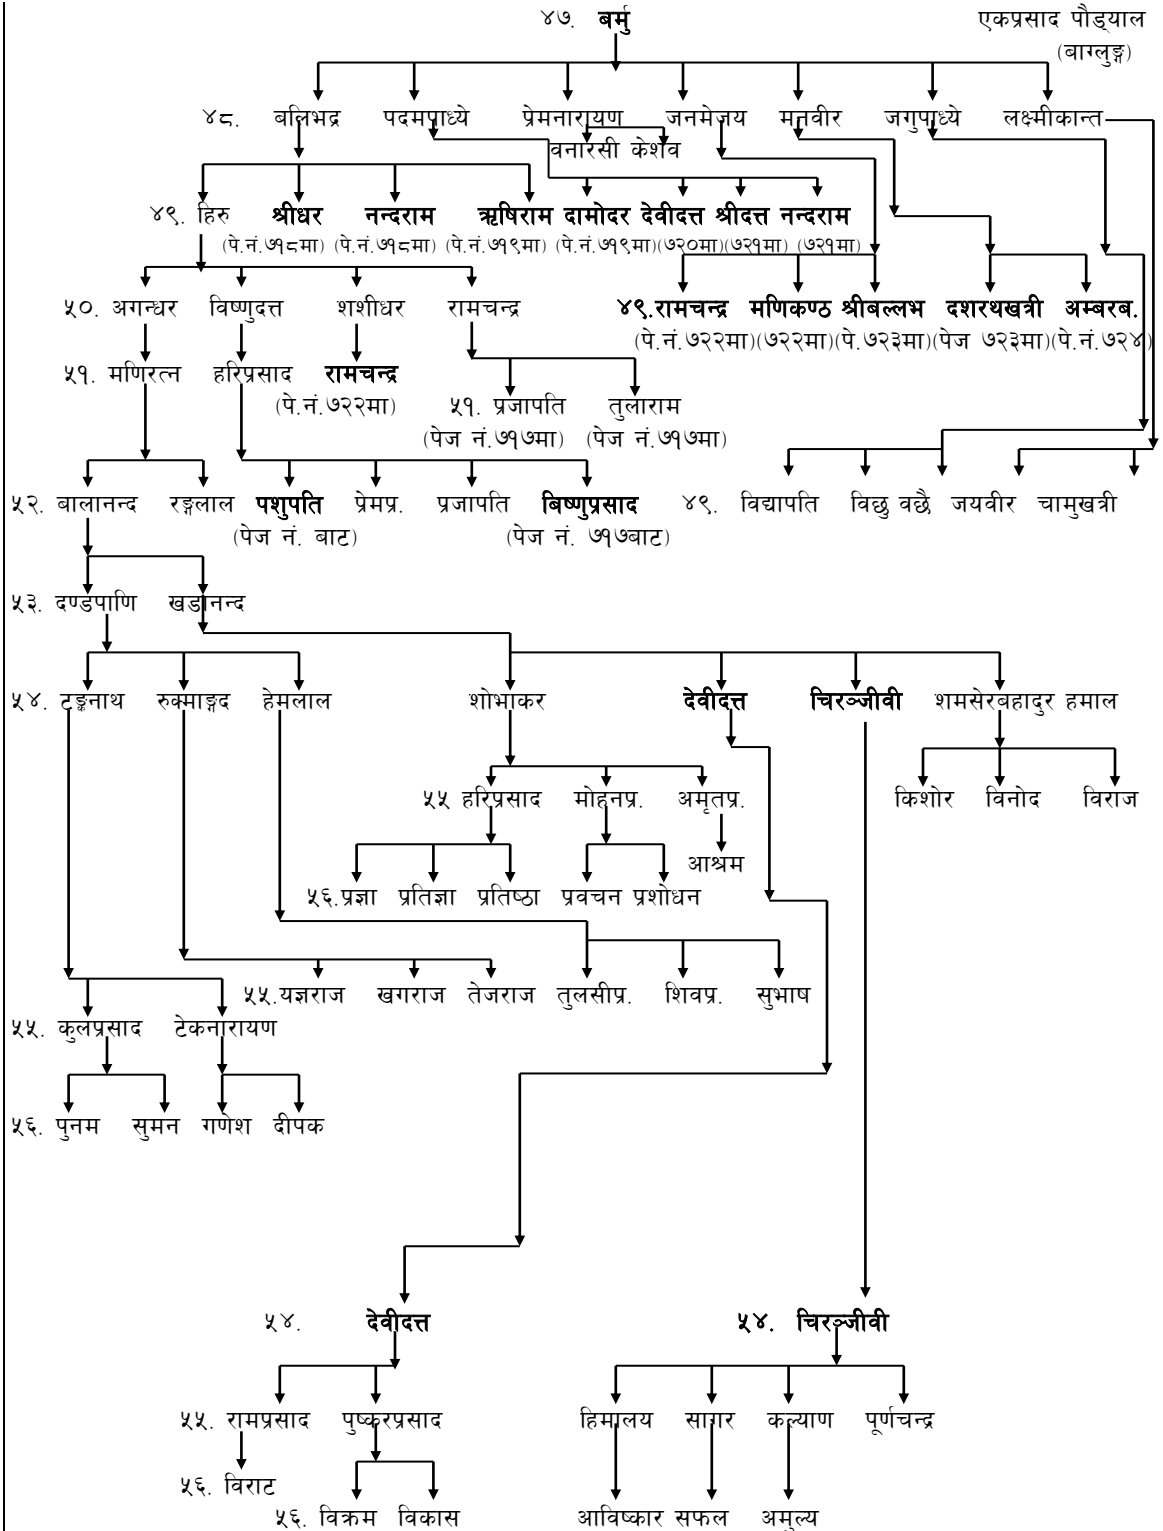 ४७. बर्मु एकप्रसाद पौड्याल
(बाग्लुङ्ग)
४८. बलिभद्र पदमपाध्ये प्रेमनारायण जनमेजय मनवीर जगुपाध्ये लक्ष्मीकान्त
वनारसी केशव
४९. हिरु श्रीधर नन्दराम ऋषिराम दामोदर देवीदत्त श्रीदत्त नन्दराम
(पे.नं.७१८मा) (पे.नं.७१८मा) (पे.नं.७१९मा) (पे.नं.७१९मा)(७२०मा)(७२१मा) (७२१मा)
५०. अगन्धर विष्णुदत्त शशीधर रामचन्द्र ४९.रामचन्द्र मणिकण्ठ श्रीबल्लभ दशरथखत्री अम्बरब.
(पे.नं.७२२मा)(७२२मा)(पे.७२३मा)(पेज ७२३मा)(पे.नं.७२४)
५१. मणिरत्न हरिप्रसाद रामचन्द्र
(पे.नं.७२२मा) ५१. प्रजापति तुलाराम
(पेज नं.७१७मा) (पेज नं.७१७मा)
५२. बालानन्द रङ्गलाल पशुपति प्रेमप्र. प्रजापति बिष्णुप्रसाद ४९. विद्यापति विछु वछै जयवीर चामुखत्री
(पेज नं. बाट) (पेज नं. ७१७बाट)
५३. दण्डपाणि खडानन्द
५४. टङ्कनाथ रुक्माङ्गद हेमलाल शोभाकर देवीदत्त चिरञ्जीवी शमसेरबहादुर हमाल
५५ हरिप्रसाद मोहनप्र. अमृतप्र. किशोर विनोद विराज
आश्रम
५६.प्रज्ञा प्रतिज्ञा प्रतिष्ठा प्रवचन प्रशोधन
५५.यज्ञराज खगराज तेजराज तुलसीप्र. शिवप्र. सुभाष
५५. कुलप्रसाद टेकनारायण
५६. पुनम सुमन गणेश दीपक
५४. देवीदत्त ५४. चिरञ्जीवी
५५. रामप्रसाद पुष्करप्रसाद हिमालय सागर कल्याण पूर्णचन्द्र
५६. विराट
५६. विक्रम विकास आविष्कार सफल अमुल्य